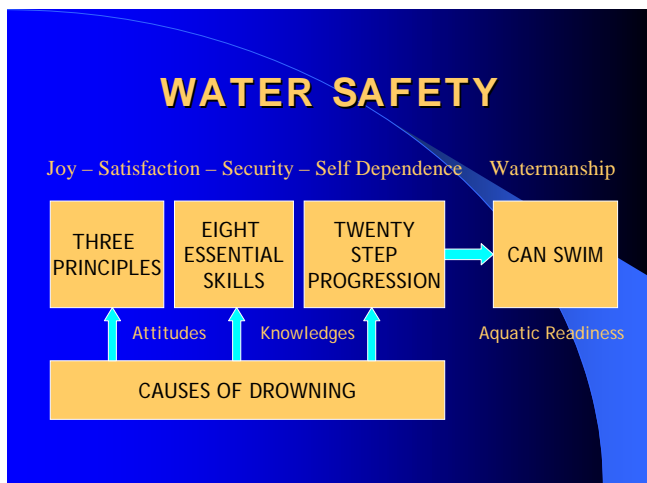 WATER SAFETY
Joy – Satisfaction – Security – Self Dependence
Watermanship
THREE
PRINCIPLES
EIGHT
ESSENTIAL
SKILLS
TWENTY
STEP
PROGRESSION
CAN SWIM
Attitudes
Knowledges
Aquatic Readiness
CAUSES OF DROWNING